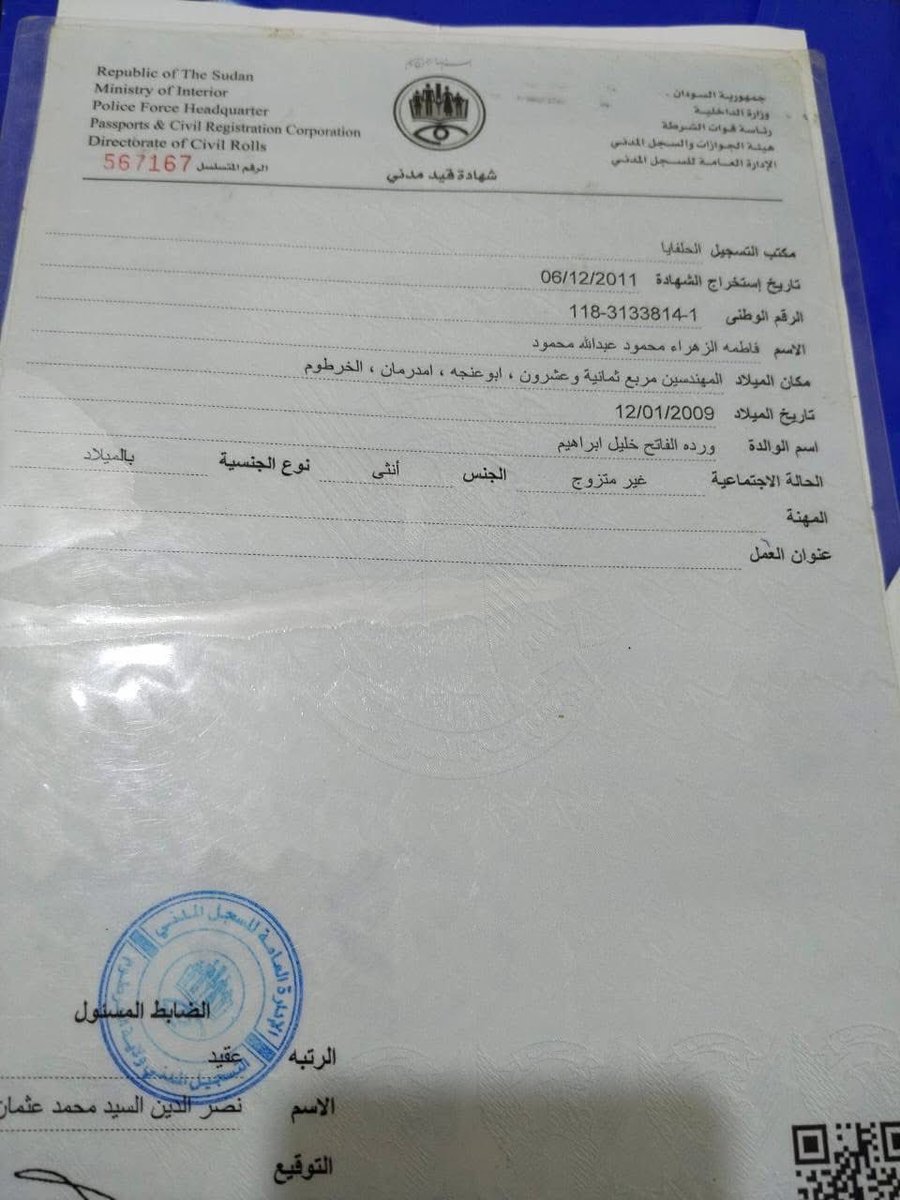 Republic of The Sudan
Ministry of Interior
Police Force Headquarter
Passports & Civil Registration Corporation
Directorate of Civil Rolls
567167 الرقم المتسلسل
جمهورية السودان
وزارة الداخلية
رئاسة قوات الشرطة
هيئة الجوازات والسجل المدني
الإدارة العامة للسجل المدني
شهادة قيد مدني
مكتب التسجيل الحلفايا
تاريخ إستخراج الشهادة 06/12/2011
الرقم الوطنى 118-3133814-1
الاسم فاطمه الزهراء محمود عبدالله محمود
مكان الميلاد المهندسين مربع ثمانية وعشرون ، ابوعنجه ، امدرمان ، الخرطوم
تاريخ الميلاد 12/01/2009
اسم الوالدة ورده الفاتح خليل ابراهيم
الحالة الاجتماعية غير متزوج الجنس أنثى نوع الجنسية بالميلاد
المهنة
عنوان العمل
الإدارة العامة للسجل المدني
الضابط المسئول
الرتبه عقيد
الاسم نصر الدين السيد محمد عثمان
التوقيع